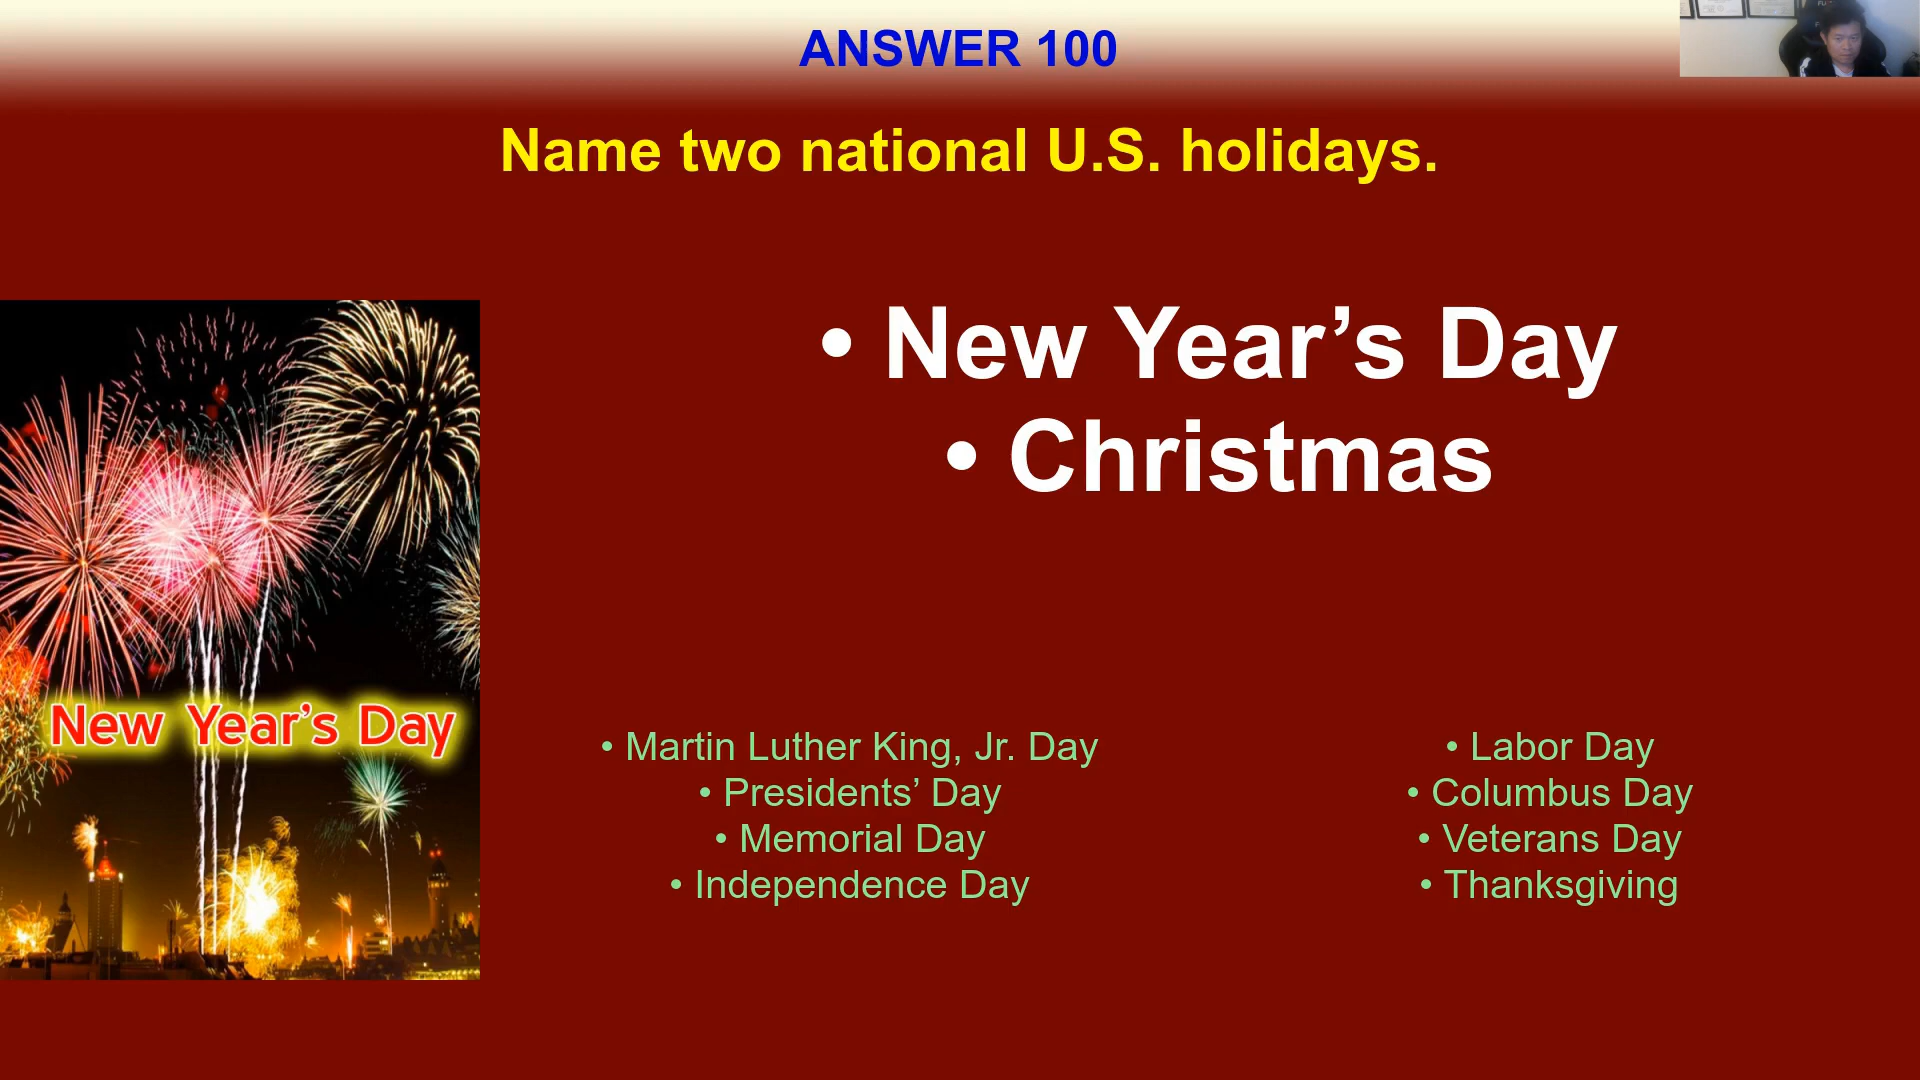 ANSWER 100
Name two national U.S. holidays.
• New Year’s Day
• Christmas
New Year’s Day
• Martin Luther King, Jr. Day
• Presidents’ Day
• Memorial Day
• Independence Day
• Labor Day
• Columbus Day
• Veterans Day
• Thanksgiving